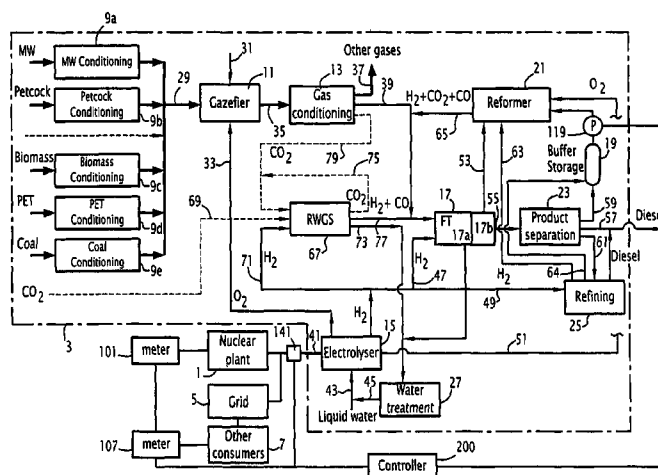 9a
MW
MW Conditioning
Petcock
Petcock Conditioning
9b
Biomass
Biomass Conditioning
9c
PET
PET Conditioning
9d
Coal
Coal Conditioning
9e
CO2
29
31
11
Gazefier
33
35
13
Gas conditioning
37
Other gases
39
CO2
79
75
CO2
69
RWGS
67
H2 + CO
73
77
71
H2
O2
H2+CO2+CO
65
21
Reformer
O2
53
63
119
P
19
Buffer Storage
17
FT
17a
17b
55
23
Product separation
59
57
Diesel
61
Diesel
64
H2
47
H2
49
Refining
25
H2
3
101
meter
Nuclear plant
1
141
41
Electrolyser
15
51
5
Grid
43
45
Liquid water
Water treatment
27
107
meter
Other consumers
7
Controller
200